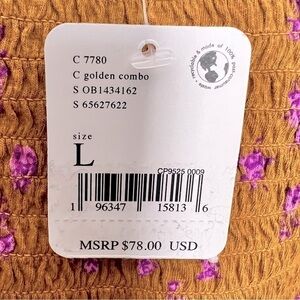 C 7780
C golden combo
S OB1434162
S 65627622
size
L
CP9525 0009
1 96347 15813 6
MSRP $78.00 USD